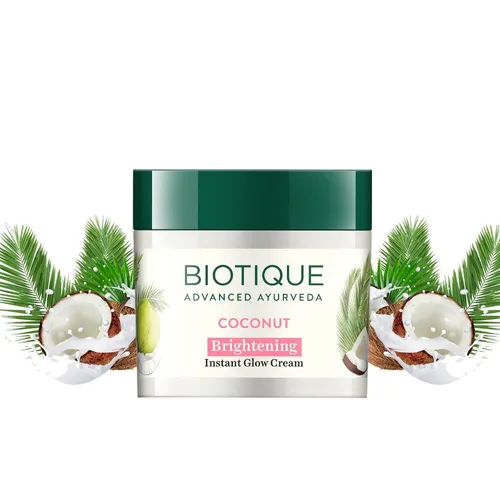 BIOTIQUE
ADVANCED AYURVEDA
COCONUT
Brightening
Instant Glow Cream